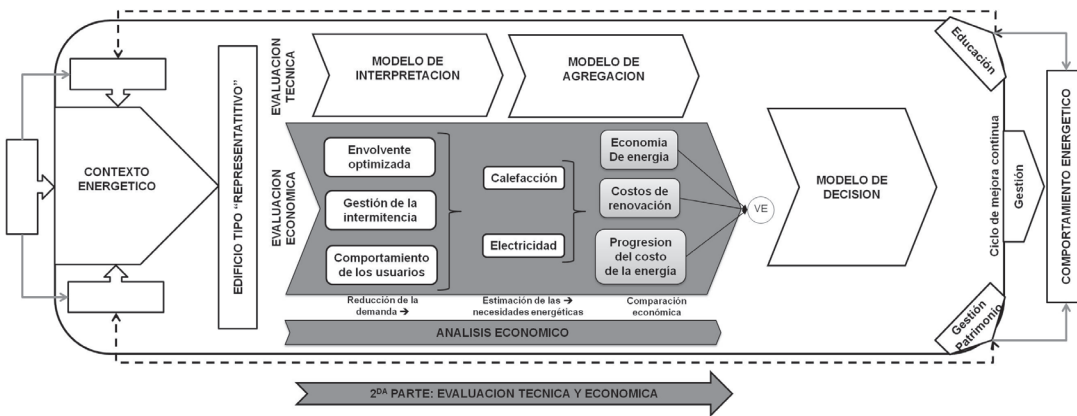 CONTEXTO
ENERGETICO
EDIFICIO TIPO “REPRESENTATITIVO”
EVALUACION
TECNICA
MODELO DE
INTERPRETACION
MODELO DE
AGREGACION
EVALUACION
ECONOMICA
Envolvente
optimizada
Gestión de la
intermitencia
Comportamiento
de los usuarios
Calefacción
Electricidad
Economia
De energía
Costos de
renovación
Progresion
del costo
de la energía
VE
Reducción de la
demanda →
Estimación de las →
necesidades energéticas
Comparación
económica
ANALISIS ECONOMICO
MODELO DE
DECISION
Educación
Ciclo de mejora continua
Gestión
Gestión
Patrimonio
COMPORTAMIENTO ENERGETICO
2DA PARTE: EVALUACION TECNICA Y ECONOMICA